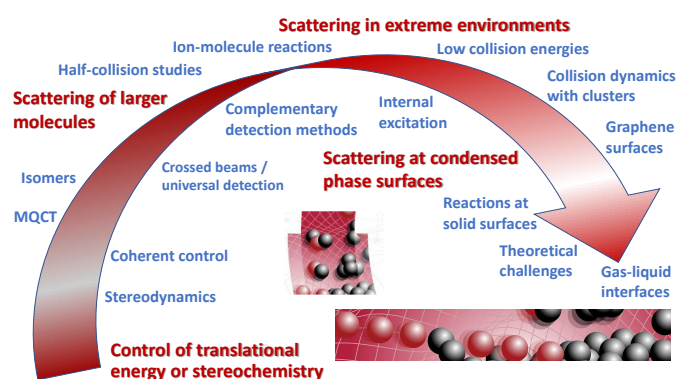 Scattering in extreme environments
Ion-molecule reactions
Low collision energies
Half-collision studies
Collision dynamics
with clusters
Scattering of larger
molecules
Complementary
detection methods
Internal
excitation
Graphene
surfaces
Scattering at condensed
phase surfaces
Crossed beams /
universal detection
Isomers
MQCT
Reactions at
solid surfaces
Coherent control
Theoretical
challenges
Gas-liquid
interfaces
Stereodynamics
Control of translational
energy or stereochemistry